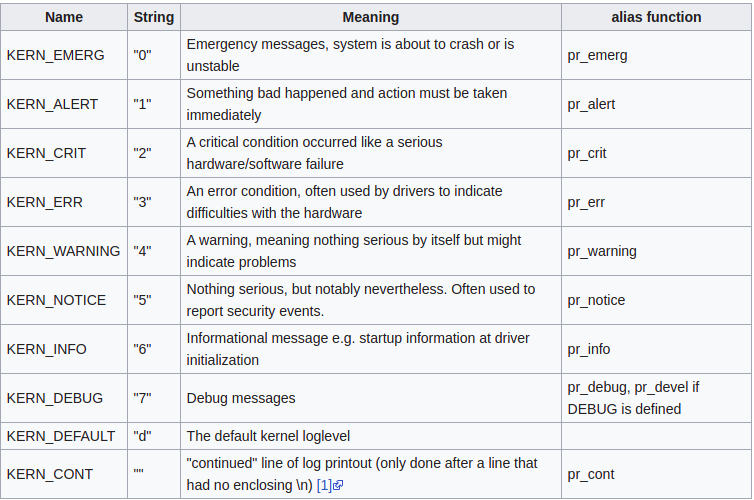 Name String Meaning alias function
KERN_EMERG "0" Emergency messages, system is about to crash or is
unstable pr_emerg
KERN_ALERT "1" Something bad happened and action must be taken
immediately pr_alert
KERN_CRIT "2" A critical condition occurred like a serious
hardware/software failure pr_crit
KERN_ERR "3" An error condition, often used by drivers to indicate
difficulties with the hardware pr_err
KERN_WARNING "4" A warning, meaning nothing serious by itself but might
indicate problems pr_warning
KERN_NOTICE "5" Nothing serious, but notably nevertheless. Often used to
report security events. pr_notice
KERN_INFO "6" Informational message e.g. startup information at driver
initialization pr_info
KERN_DEBUG "7" Debug messages pr_debug, pr_devel if
DEBUG is defined
KERN_DEFAULT "d" The default kernel loglevel
KERN_CONT "" "continued" line of log printout (only done after a line that
had no enclosing \n) [1] pr_cont